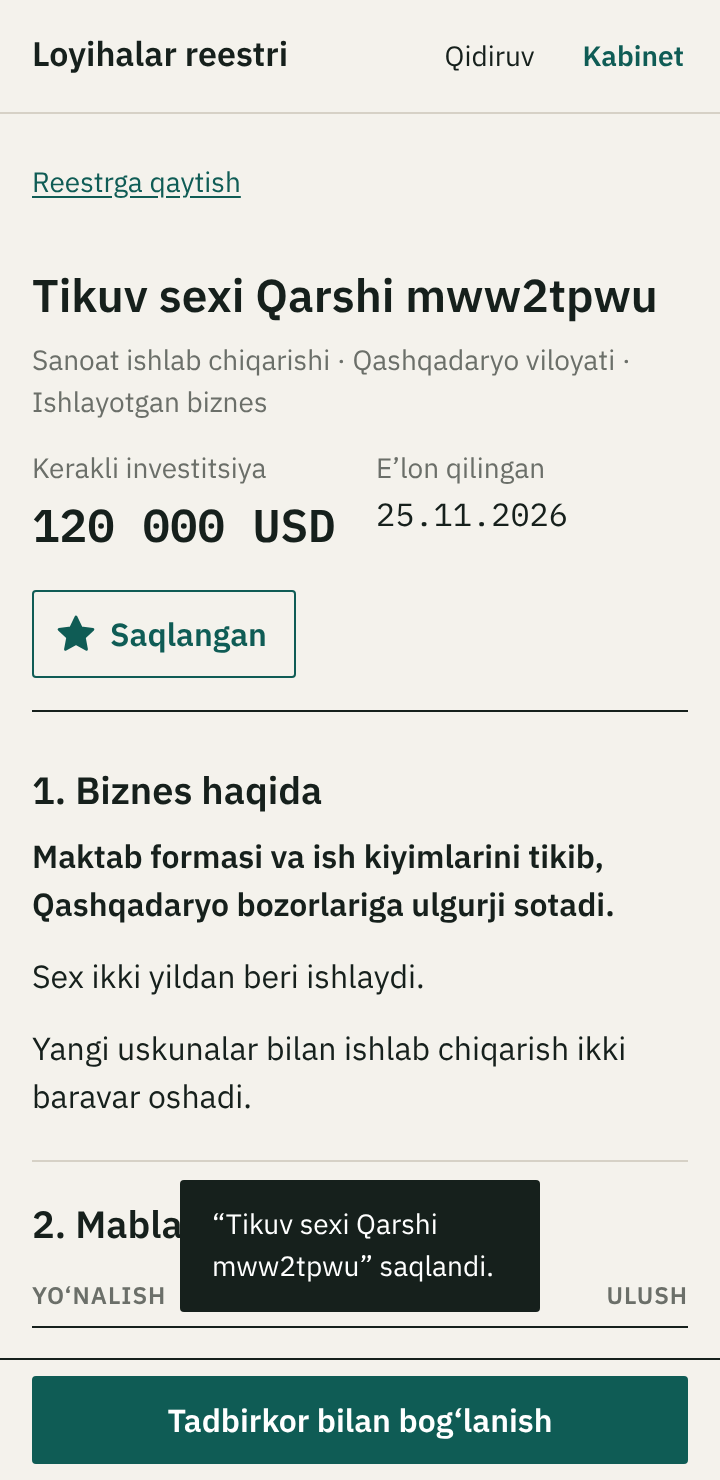 Loyihalar reestri
Qidiruv
Kabinet
Reestrga qaytish
Tikuv sexi Qarshi mww2tpwu
Sanoat ishlab chiqarishi · Qashqadaryo viloyati ·
Ishlayotgan biznes
Kerakli investitsiya
E’lon qilingan
120 000 USD
25.11.2026
Saqlangan
1. Biznes haqida
Maktab formasi va ish kiyimlarini tikib,
Qashqadaryo bozorlariga ulgurji sotadi.
Sex ikki yildan beri ishlaydi.
Yangi uskunalar bilan ishlab chiqarish ikki
baravar oshadi.
2. Mabla
“Tikuv sexi Qarshi
mww2tpwu” saqlandi.
YO‘NALISH
ULUSH
Tadbirkor bilan bog‘lanish